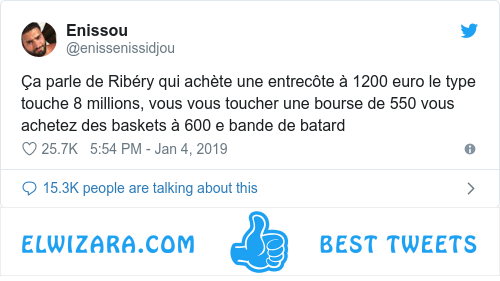 Enissou
@enissenissidjou
Ça parle de Ribéry qui achète une entrecôte à 1200 euro le type
touche 8 millions, vous vous toucher une bourse de 550 vous
achetez des baskets à 600 e bande de batard
25.7K 5:54 PM - Jan 4, 2019
15.3K people are talking about this
ELWIZARA.COM BEST TWEETS